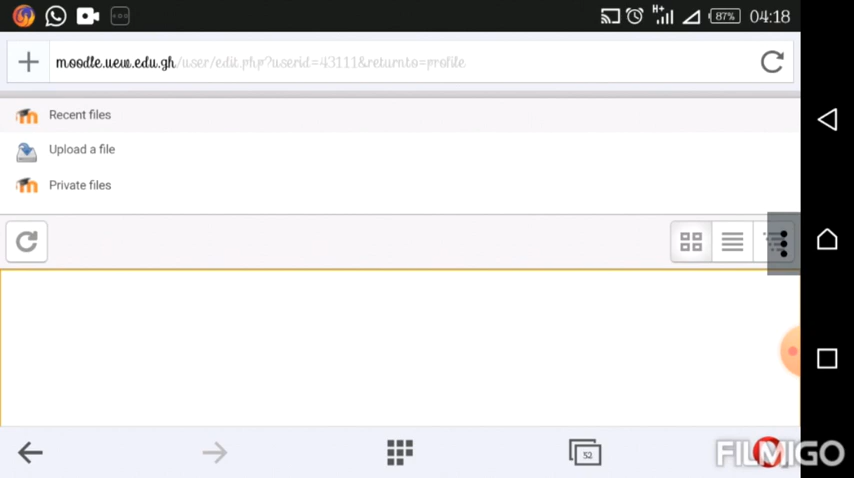 H+
87%
04:18
moodle.uew.edu.gh/user/edit.php?userid=43111&returnto=profile
Recent files
Upload a file
Private files
52
FILMIGO